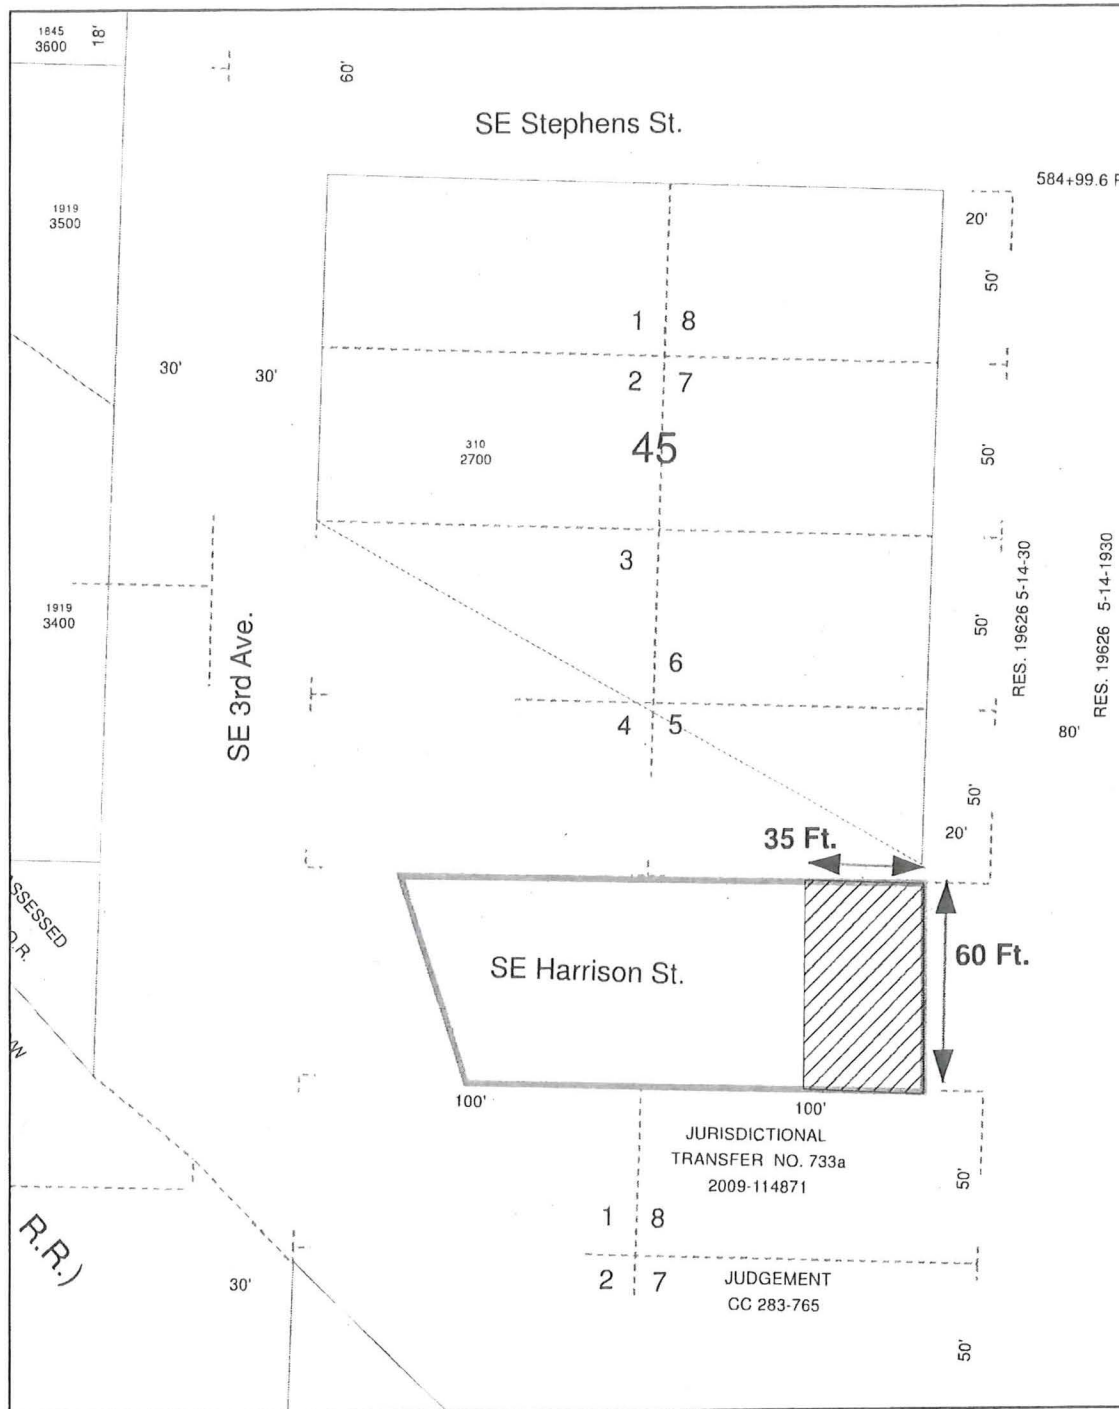 1845
3600
18'
60'
SE Stephens St.
584+99.6
1919
3500
20'
50'
1 8
30'
30'
2 7
310
2700
45
50'
3
RES. 19626 5-14-30
RES. 19626 5-14-1930
1919
3400
50'
SE 3rd Ave.
6
4 5
80'
50'
35 Ft.
20'
SSESSED
O.R.
SE Harrison St.
60 Ft.
W
100'
100'
JURISDICTIONAL
TRANSFER NO. 733a
2009-114871
50'
1 8
R.R.)
30'
2 7
JUDGEMENT
CC 283-765
50'